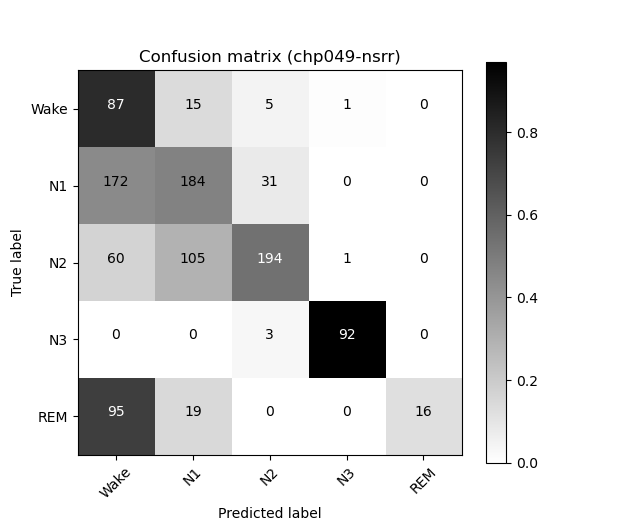 Confusion matrix (chp049-nsrr)
Wake 87 15 5 1 0
N1 172 184 31 0 0
N2 60 105 194 1 0
N3 0 0 3 92 0
REM 95 19 0 0 16
Wake N1 N2 N3 REM
True label
Predicted label
0.8
0.6
0.4
0.2
0.0